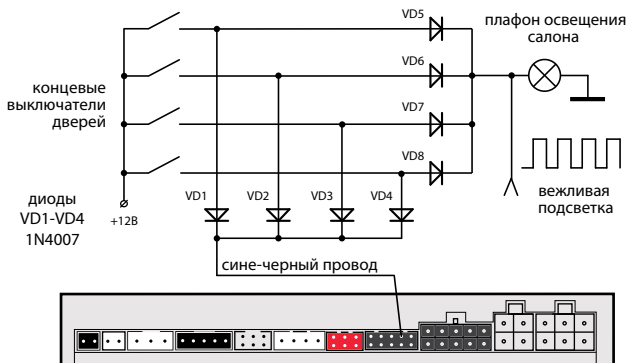 VD5
плафон освещения
салона
VD6
концевые
выключатели
дверей
VD7
VD8
вежливая
подсветка
диоды
VD1-VD4
1N4007
+12В
VD1
VD2
VD3
VD4
сине-черный провод